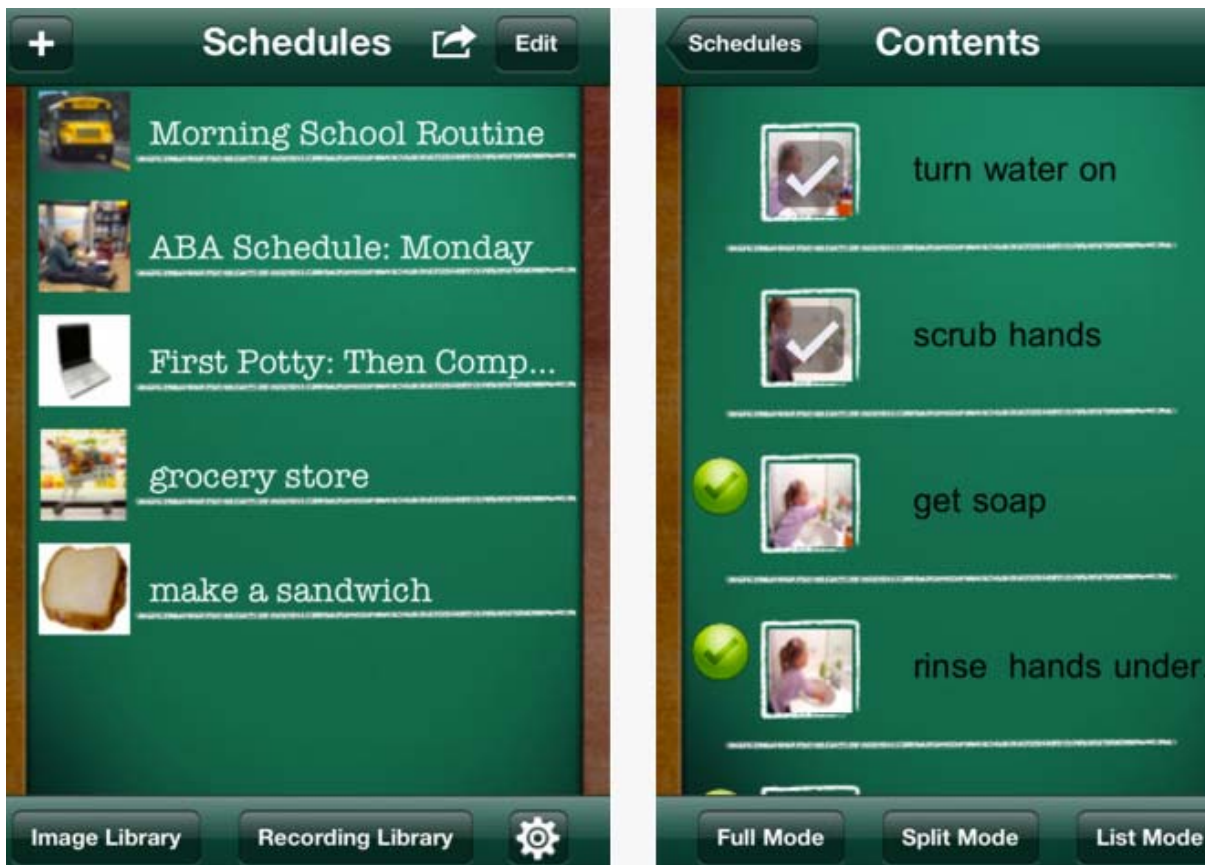 Schedules
Edit
Morning School Routine
ABA Schedule: Monday
First Potty: Then Comp...
grocery store
make a sandwich
Image Library
Recording Library
Schedules
Contents
turn water on
scrub hands
get soap
rinse hands under
Full Mode
Split Mode
List Mode